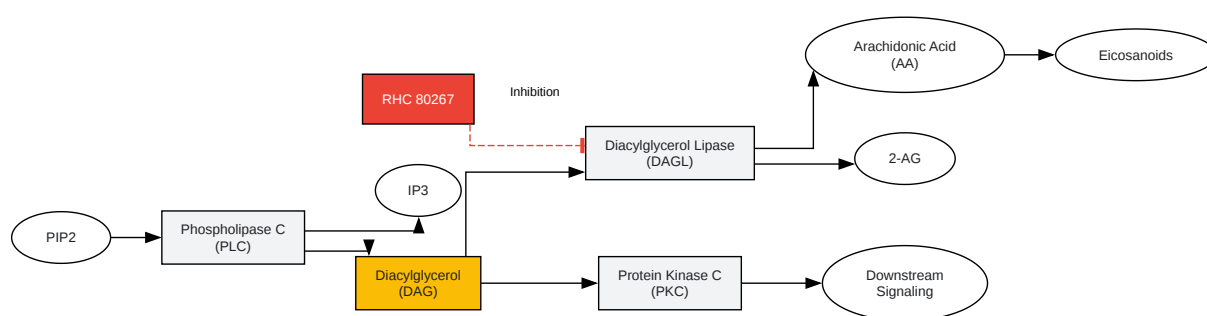 Arachidonic Acid
(AA)
Eicosanoids
RHC 80267
Inhibition
Diacylglycerol Lipase
(DAGL)
2-AG
IP3
PIP2
Phospholipase C
(PLC)
Diacylglycerol
(DAG)
Protein Kinase C
(PKC)
Downstream
Signaling